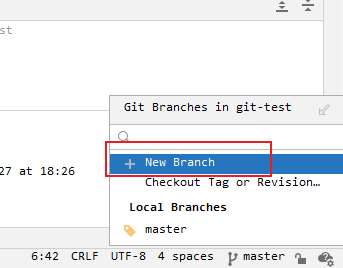 st
Git Branches in git-test
New Branch
27 at 18:26
Checkout Tag or Revision…
Local Branches
master
6:42 CRLF UTF-8 4 spaces master